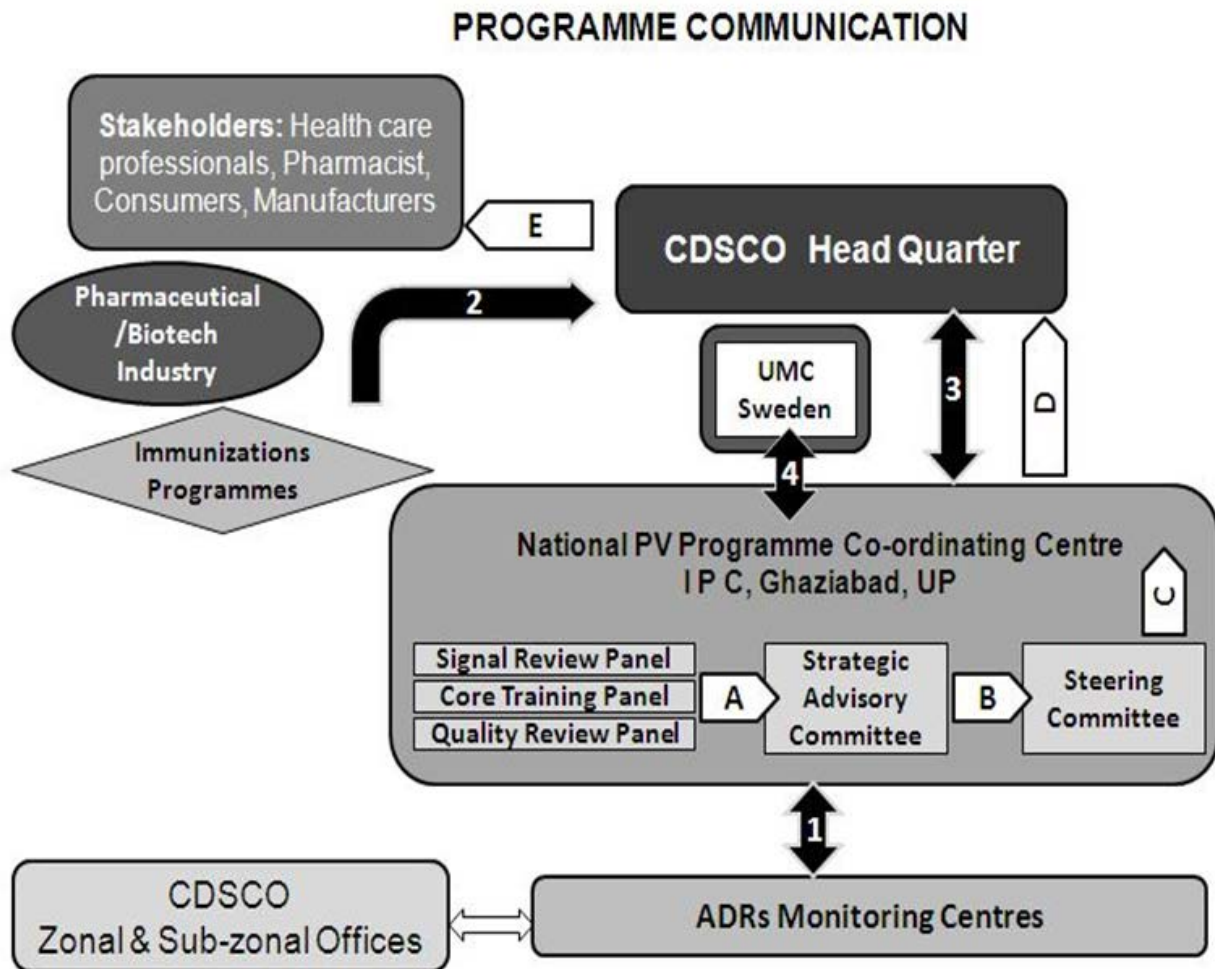 PROGRAMME COMMUNICATION
Stakeholders: Health care
professionals, Pharmacist,
Consumers, Manufacturers
E
CDSCO Head Quarter
Pharmaceutical
/Biotech
Industry
2
UMC
Sweden
3
D
Immunizations
Programmes
4
National PV Programme Co-ordinating Centre
I P C, Ghaziabad, UP
C
Signal Review Panel
Core Training Panel
Quality Review Panel
A
Strategic
Advisory
Committee
B
Steering
Committee
1
CDSCO
Zonal & Sub-zonal Offices
ADRs Monitoring Centres